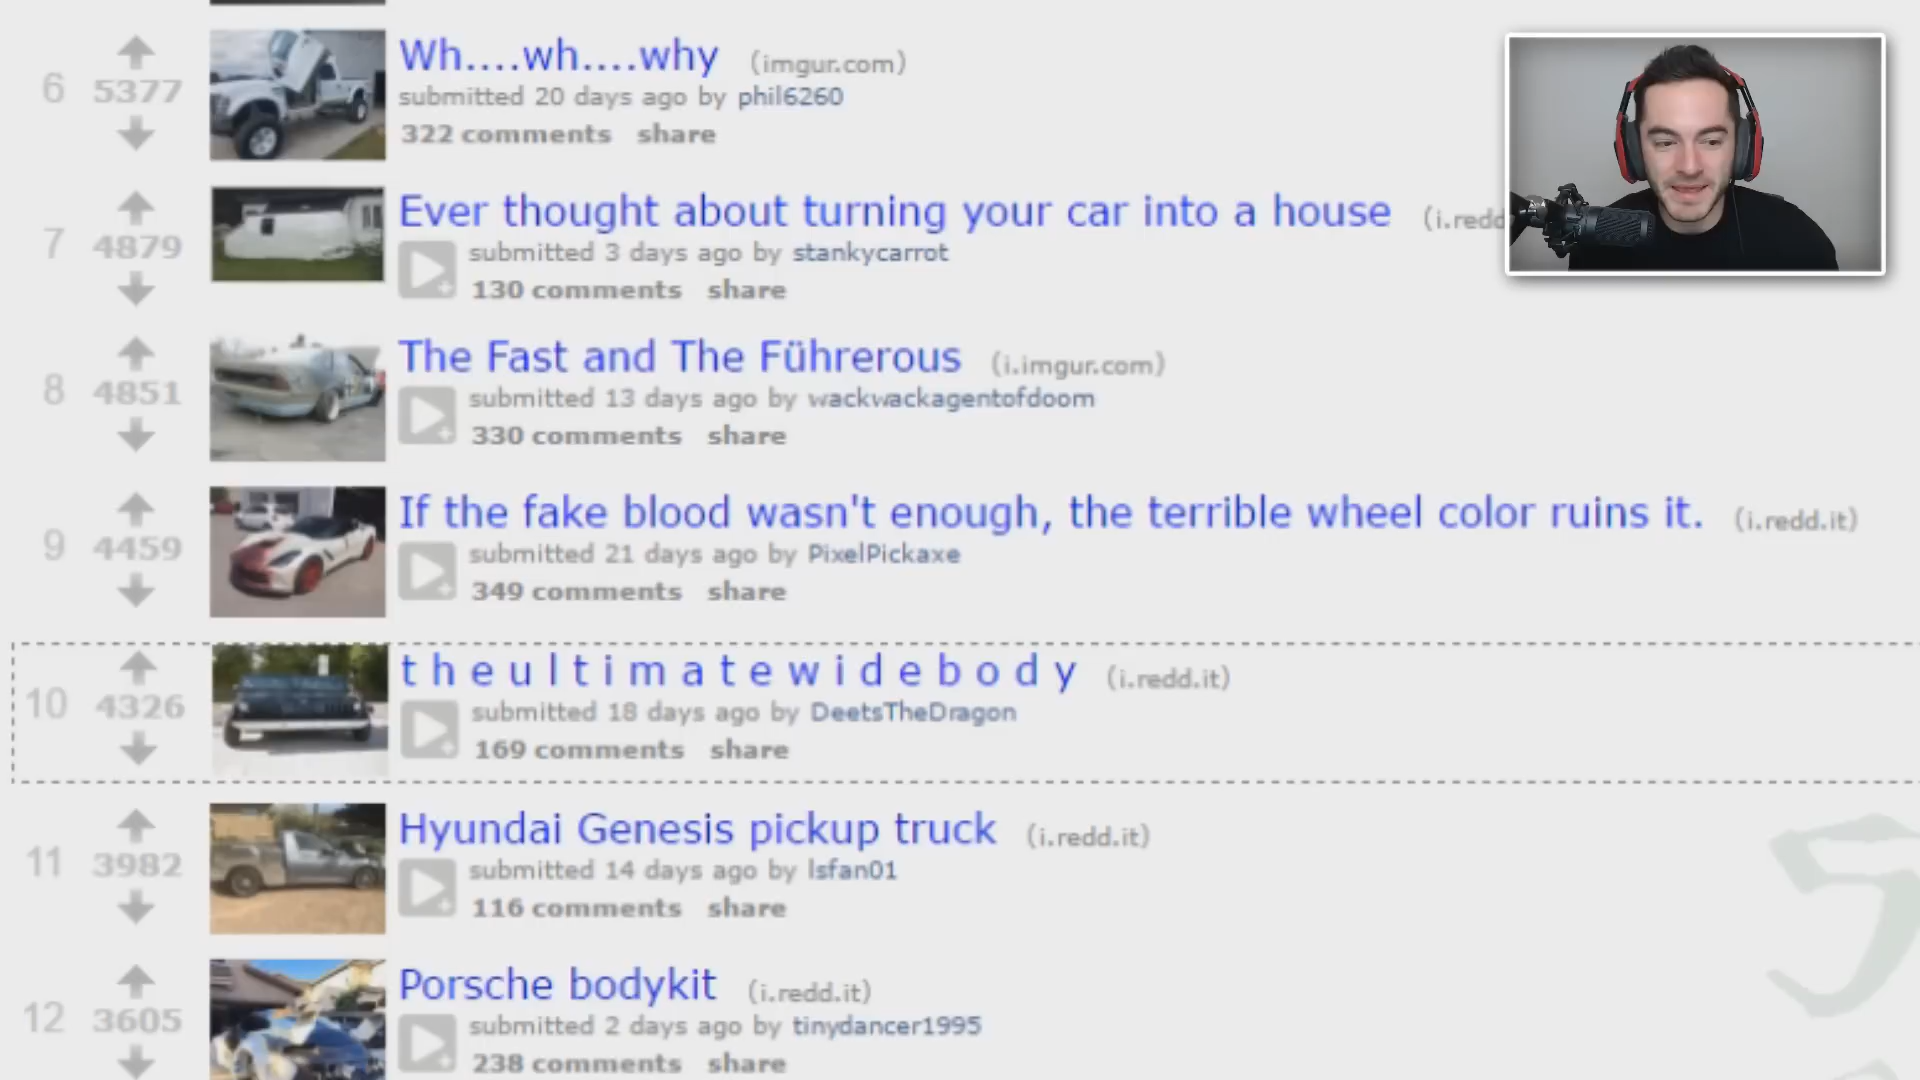 6
5377
Wh....wh....why (imgur.com)
submitted 20 days ago by phil6260
322 comments share
7
4879
Ever thought about turning your car into a house (i.redd
submitted 3 days ago by stankycarrot
130 comments share
8
4851
The Fast and The Führerous (i.imgur.com)
submitted 13 days ago by wackwackagentofdoom
330 comments share
9
4459
If the fake blood wasn't enough, the terrible wheel color ruins it. (i.redd.it)
submitted 21 days ago by PixelPickaxe
349 comments share
10
4326
t h e u l t i m a t e w i d e b o d y (i.redd.it)
submitted 18 days ago by DeetsTheDragon
169 comments share
11
3982
Hyundai Genesis pickup truck (i.redd.it)
submitted 14 days ago by lsfan01
116 comments share
12
3605
Porsche bodykit (i.redd.it)
submitted 2 days ago by tinydancer1995
238 comments share